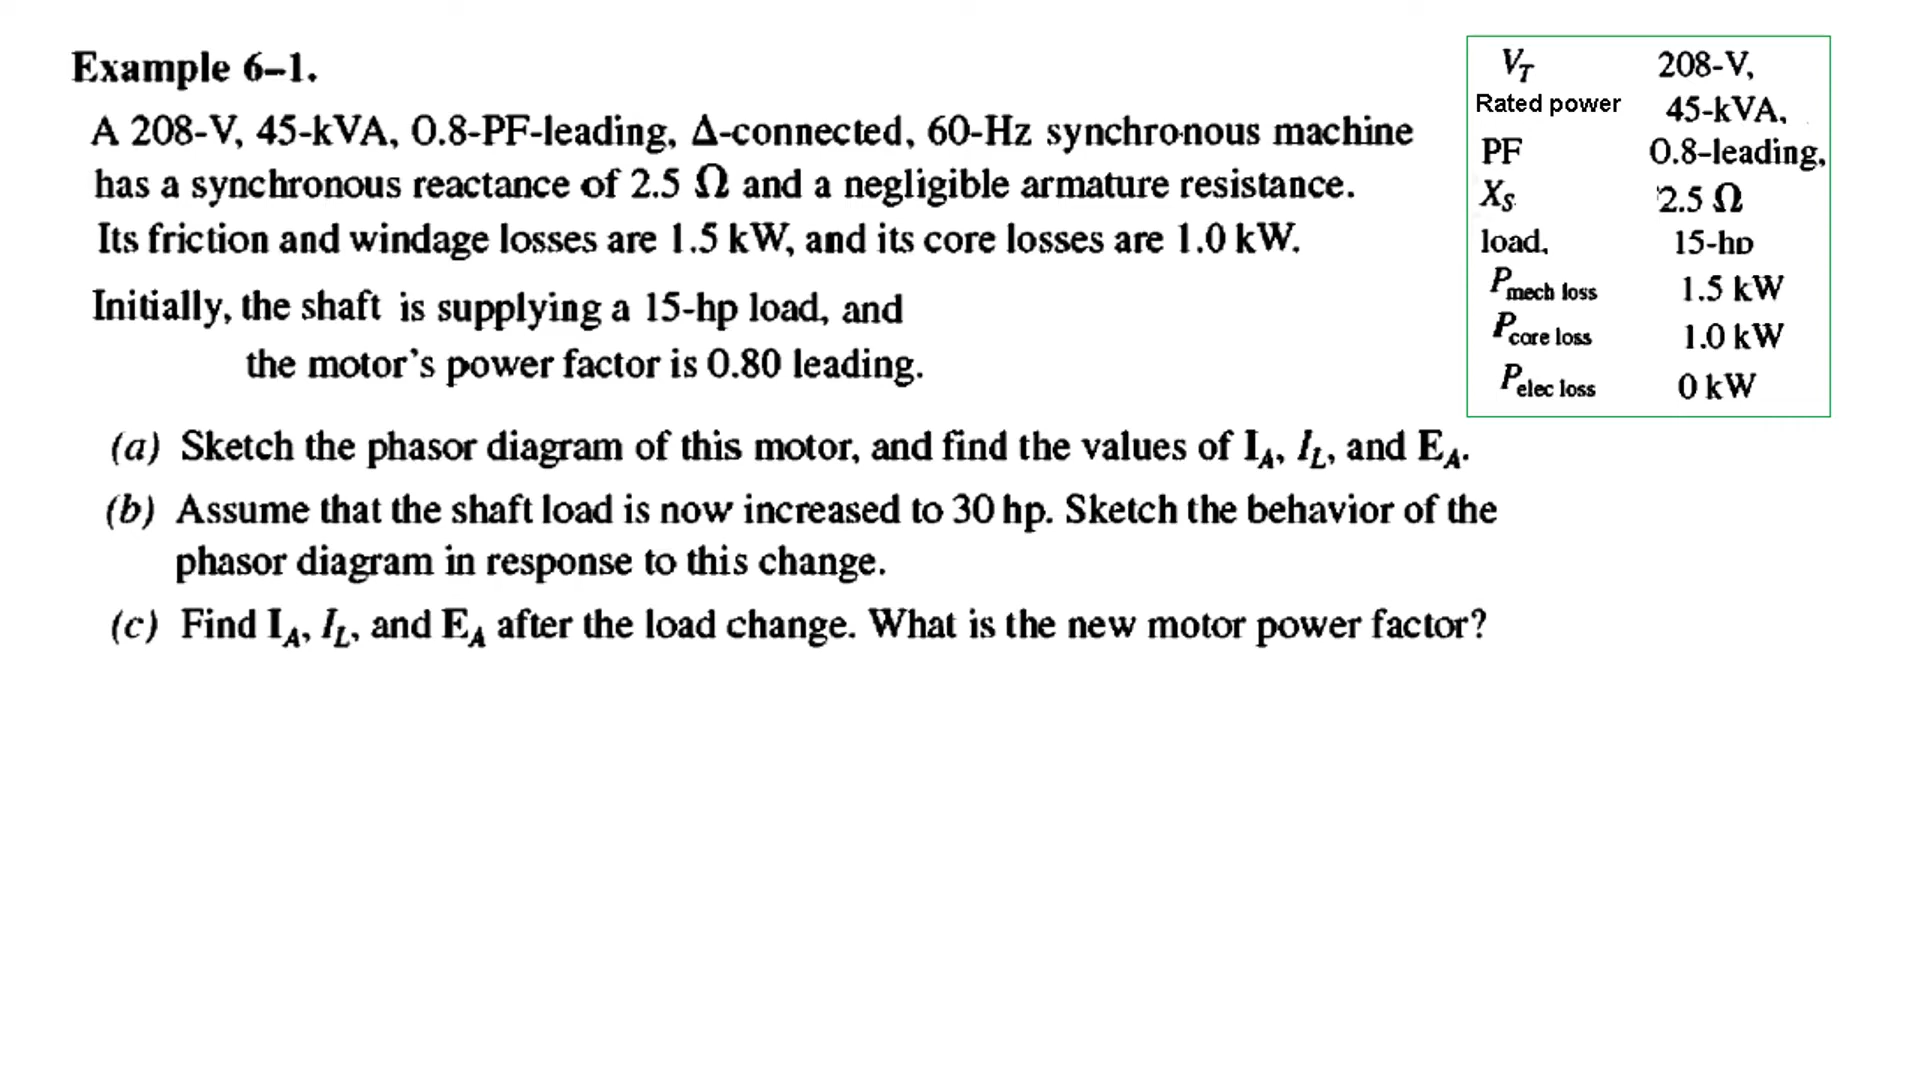 Example 6–1.
A 208-V, 45-kVA, 0.8-PF-leading, Δ-connected, 60-Hz synchronous machine
has a synchronous reactance of 2.5 Ω and a negligible armature resistance.
Its friction and windage losses are 1.5 kW, and its core losses are 1.0 kW.
Initially, the shaft is supplying a 15-hp load, and
the motor's power factor is 0.80 leading.
(a) Sketch the phasor diagram of this motor, and find the values of I_A, I_L, and E_A.
(b) Assume that the shaft load is now increased to 30 hp. Sketch the behavior of the
phasor diagram in response to this change.
(c) Find I_A, I_L, and E_A after the load change. What is the new motor power factor?
V_T 208-V,
Rated power 45-kVA,
PF 0.8-leading,
X_S 2.5 Ω
load, 15-hp
P_mech loss 1.5 kW
P_core loss 1.0 kW
P_elec loss 0 kW